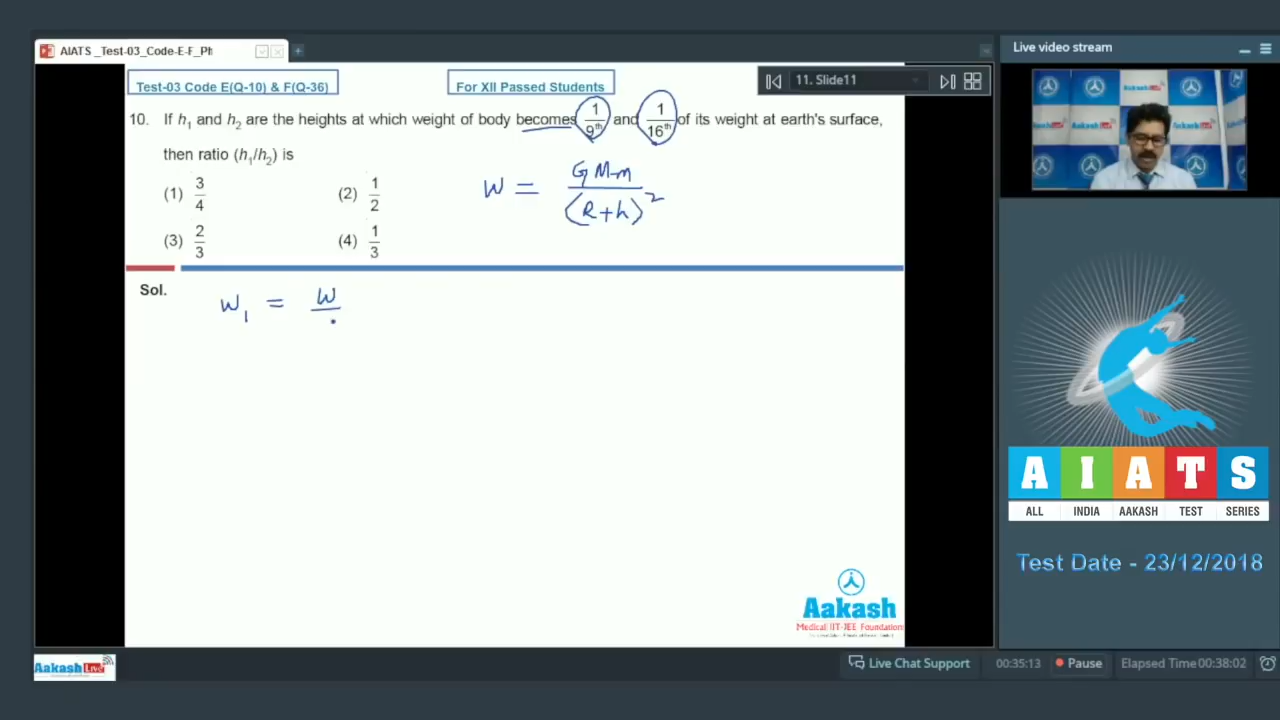 AIATS _Test-03_Code-E-F_Ph
Live video stream
Test-03 Code E(Q-10) & F(Q-36)
For XII Passed Students
11. Slide11
10. If h₁ and h₂ are the heights at which weight of body becomes 1/9th and 1/16th of its weight at earth's surface,
then ratio (h₁/h₂) is
(1) 3/4 (2) 1/2
(3) 2/3 (4) 1/3
W = GMm/(R+h)²
Sol. W₁ = W/
A I A T S
ALL INDIA AAKASH TEST SERIES
Test Date - 23/12/2018
Aakash
Medical IIT-JEE Foundations
Aakash Live
Live Chat Support 00:35:13 Pause Elapsed Time 00:38:02